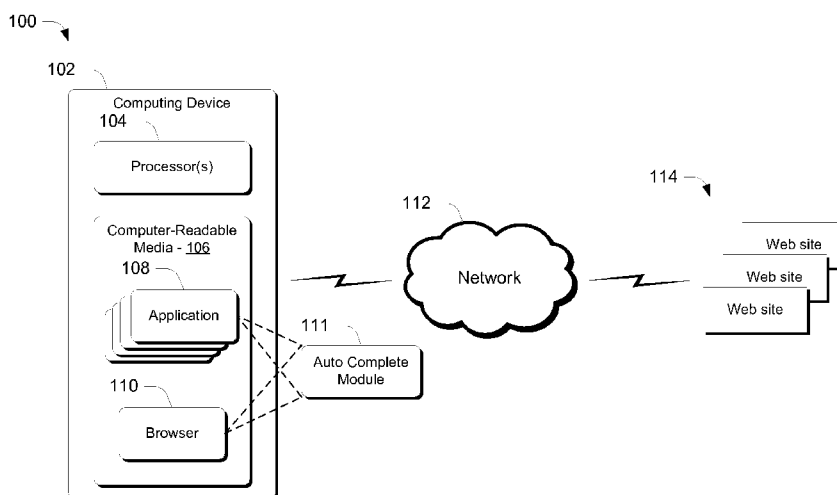 100
102
Computing Device
104
Processor(s)
Computer-Readable
Media - 106
108
Application
110
Browser
111
Auto Complete
Module
112
Network
114
Web site
Web site
Web site